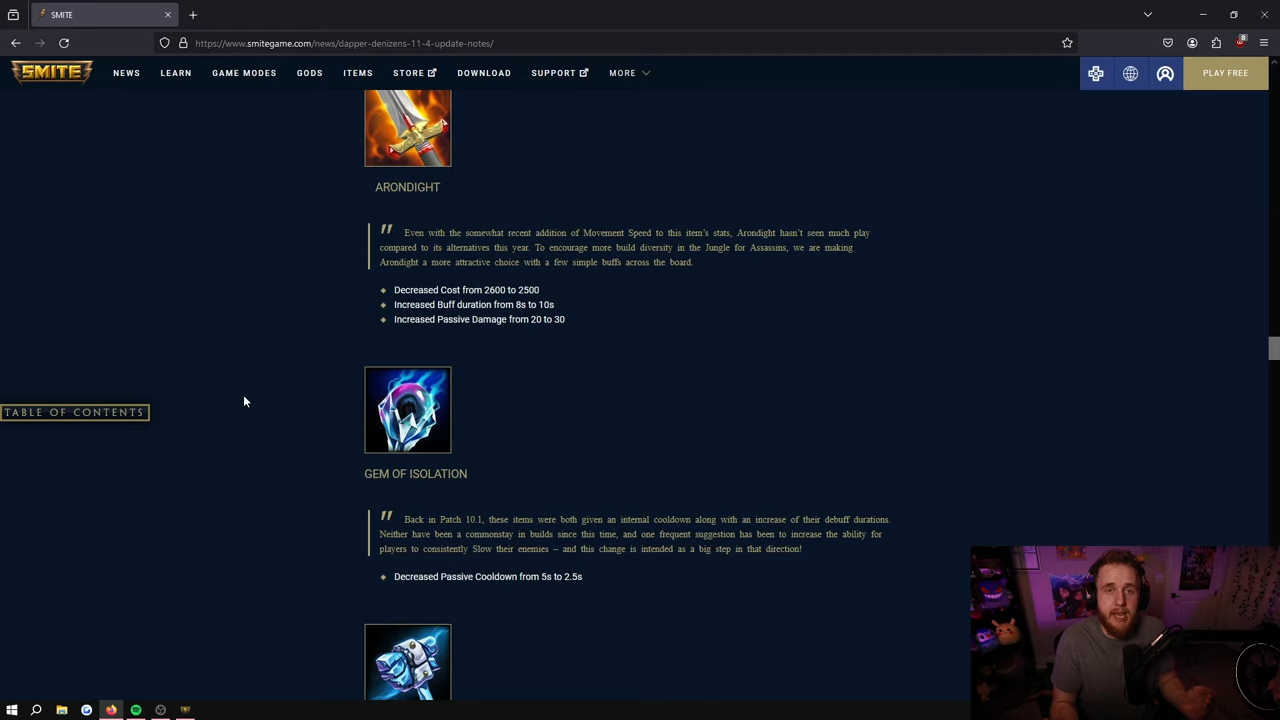 SMITE
https://www.smitegame.com/news/dapper-denizens-11-4-update-notes/
8
SMITE
NEWS
LEARN
GAME MODES
GODS
ITEMS
STORE
DOWNLOAD
SUPPORT
MORE
PLAY FREE
ARONDIGHT
" Even with the somewhat recent addition of Movement Speed to this item's stats, Arondight hasn't seen much play
compared to its alternatives this year. To encourage more build diversity in the Jungle for Assassins, we are making
Arondight a more attractive choice with a few simple buffs across the board.
Decreased Cost from 2600 to 2500
Increased Buff duration from 8s to 10s
Increased Passive Damage from 20 to 30
TABLE OF CONTENTS
GEM OF ISOLATION
" Back in Patch 10.1, these items were both given an internal cooldown along with an increase of their debuff durations.
Neither have been a commonstay in builds since this time, and one frequent suggestion has been to increase the ability for
players to consistently Slow their enemies – and this change is intended as a big step in that direction!
Decreased Passive Cooldown from 5s to 2.5s